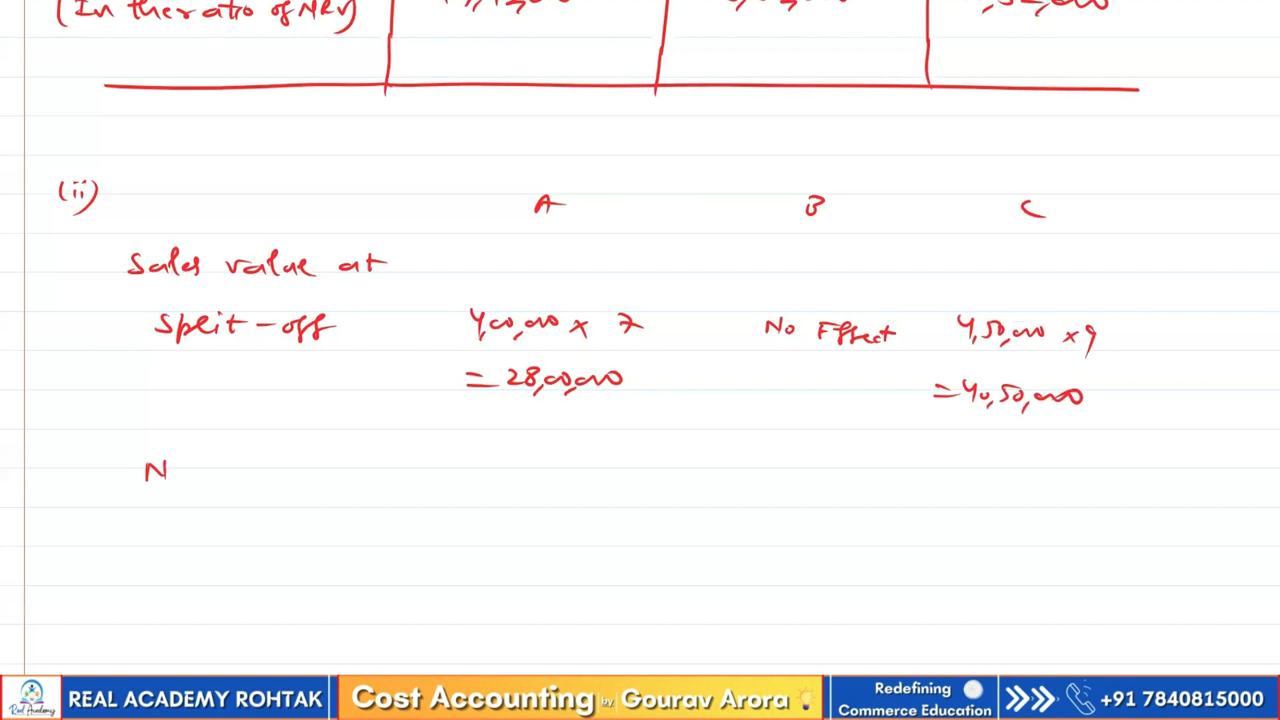 (In the ratio of NRV)
(ii) A B C
Sales value at
Split-off 4,00,000 x 7 No Effect 4,50,000 x 9
= 28,00,000 = 40,50,000
N
REAL ACADEMY ROHTAK Cost Accounting by Gourav Arora Redefining Commerce Education +91 7840815000
Real Academy